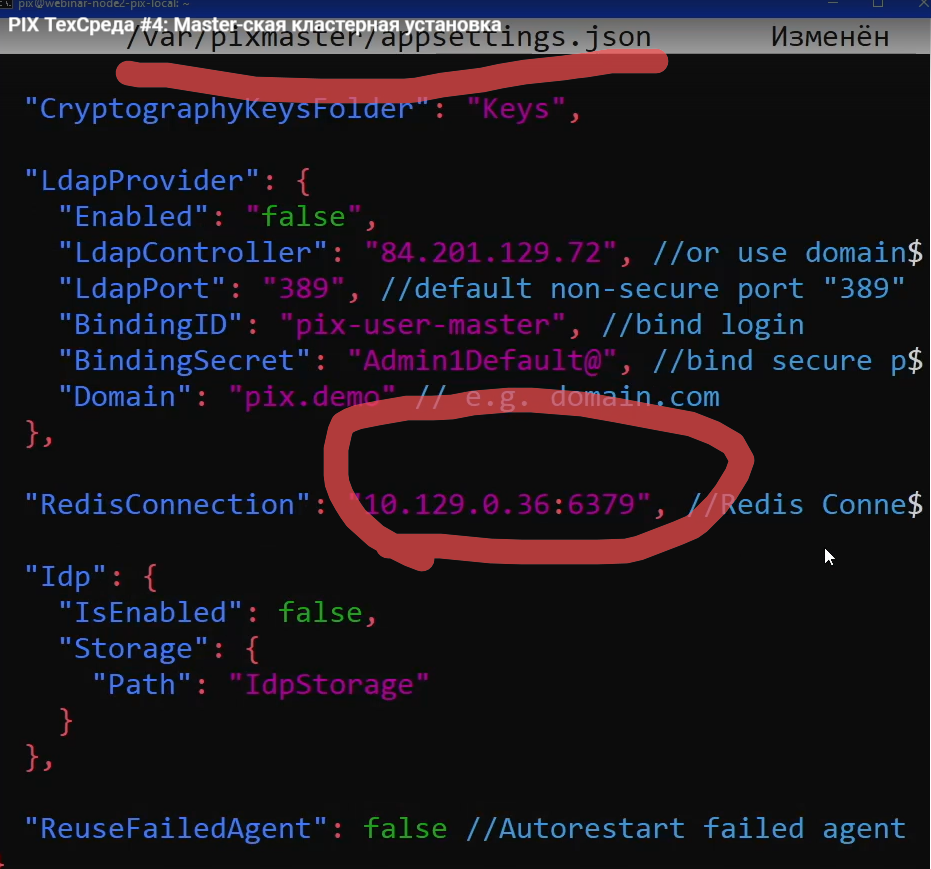 pix@webinar-node2-pix-local: ~
PIX ТехСреда #4: Master-ская кластерная установка
/var/pixmaster/appsettings.json Изменён
"CryptographyKeysFolder": "Keys",
"LdapProvider": {
"Enabled": "false",
"LdapController": "84.201.129.72", //or use domain$
"LdapPort": "389", //default non-secure port "389"
"BindingID": "pix-user-master", //bind login
"BindingSecret": "Admin1Default@", //bind secure p$
"Domain": "pix.demo" // e.g. domain.com
},
"RedisConnection": "10.129.0.36:6379", //Redis Conne$
"Idp": {
"IsEnabled": false,
"Storage": {
"Path": "IdpStorage"
}
},
"ReuseFailedAgent": false //Autorestart failed agent